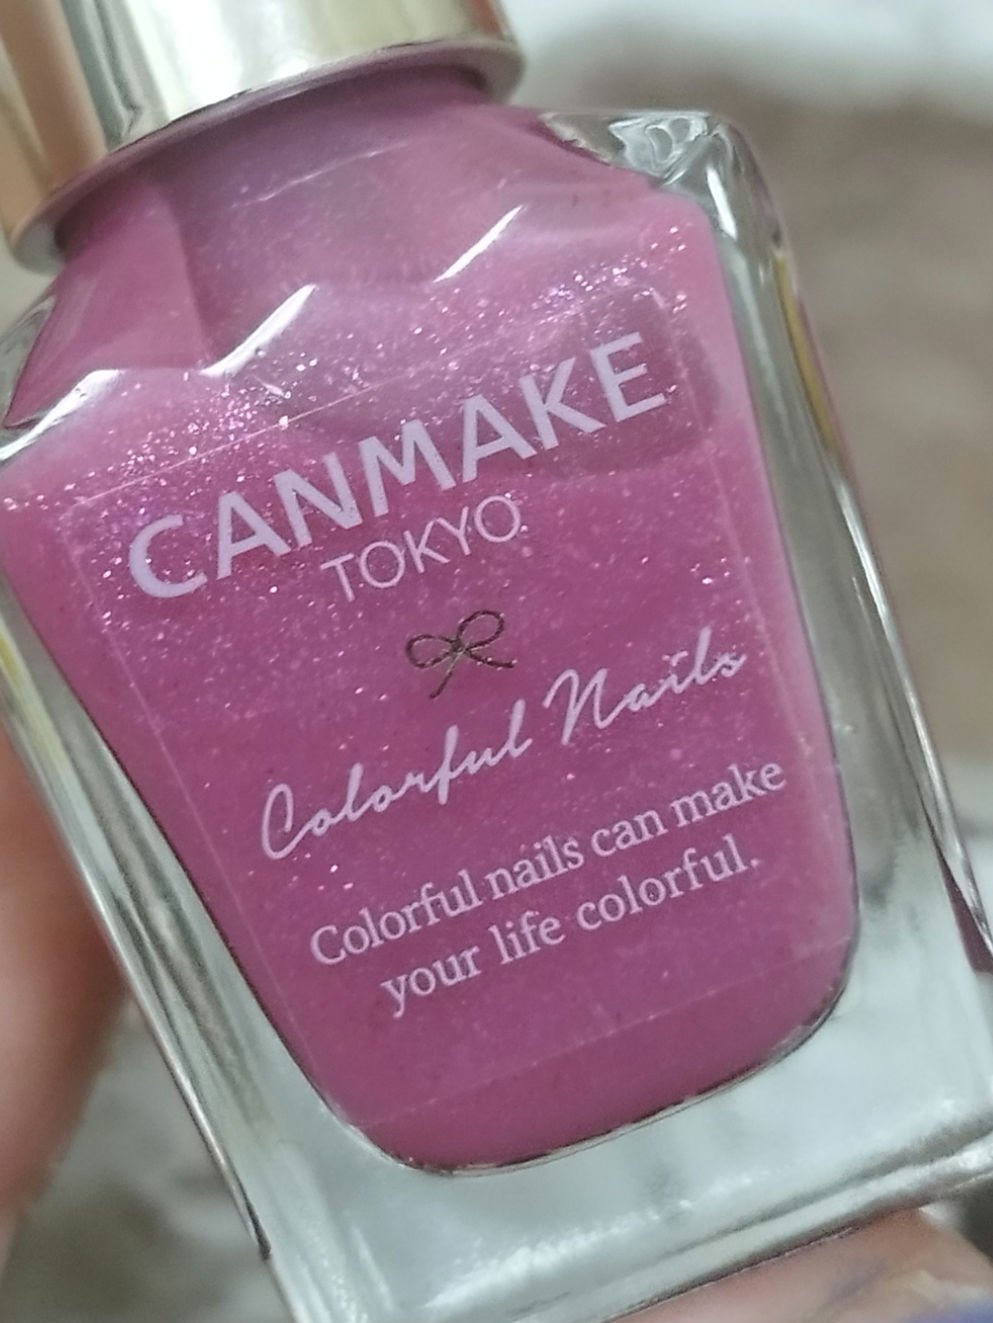 CANMAKE
TOKYO
Colorful Nails
Colorful nails can make
your life colorful.